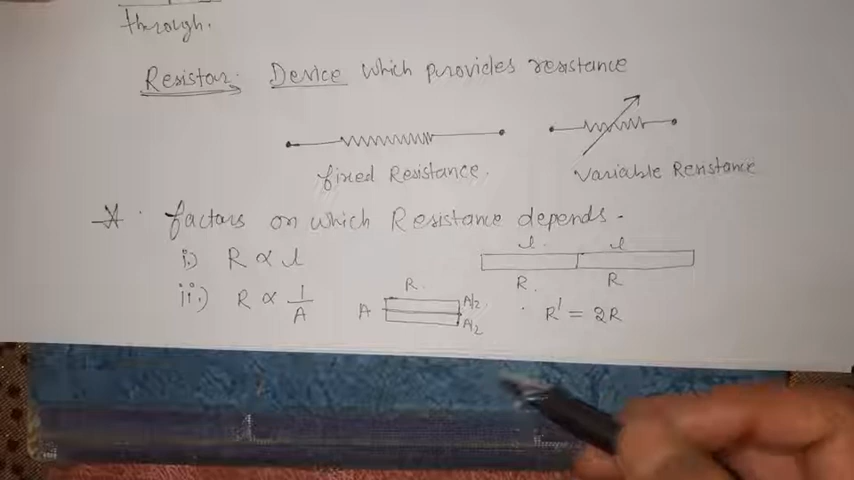 through.
Resistor. Device which provides resistance
fixed Resistance.
Variable Resistance
Factors on which Resistance depends -
i.) R ∝ l
l l
R R
ii.) R ∝ 1/A
R
A A/2 A/2
R' = 2R